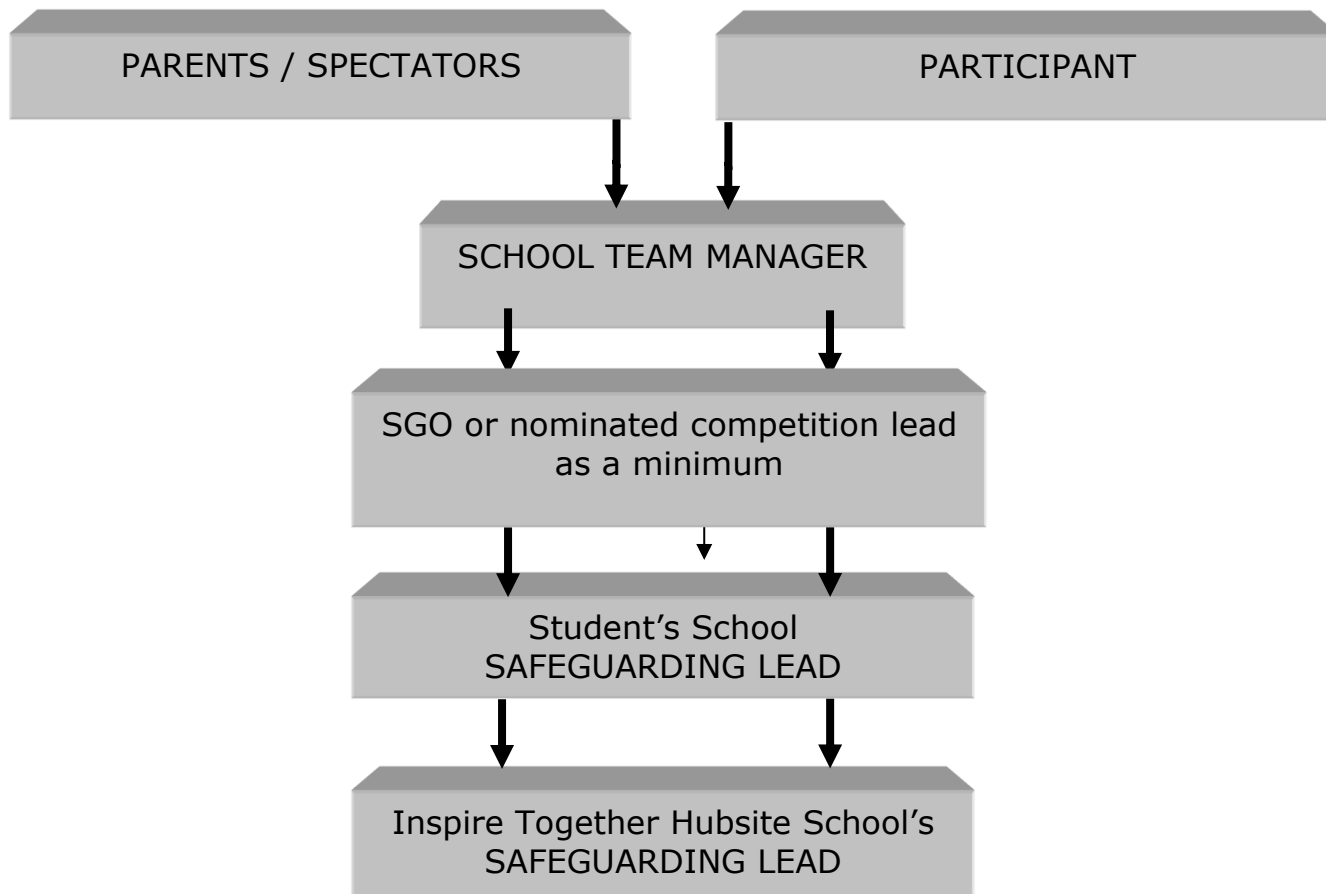 PARENTS / SPECTATORS
PARTICIPANT
SCHOOL TEAM MANAGER
SGO or nominated competition lead
as a minimum
Student’s School
SAFEGUARDING LEAD
Inspire Together Hubsite School’s
SAFEGUARDING LEAD